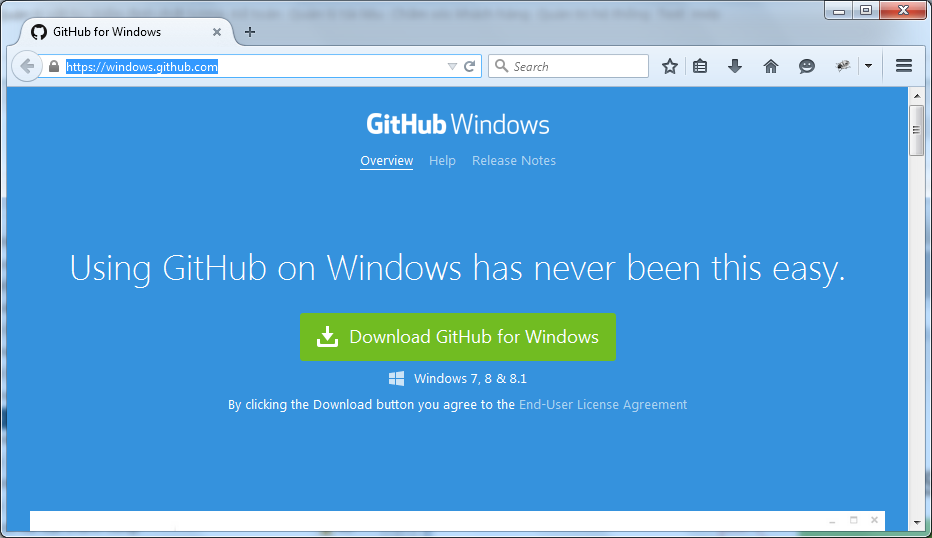 GitHub for Windows
https://windows.github.com
Search
GitHub Windows
Overview Help Release Notes
Using GitHub on Windows has never been this easy.
Download GitHub for Windows
Windows 7, 8 & 8.1
By clicking the Download button you agree to the End-User License Agreement